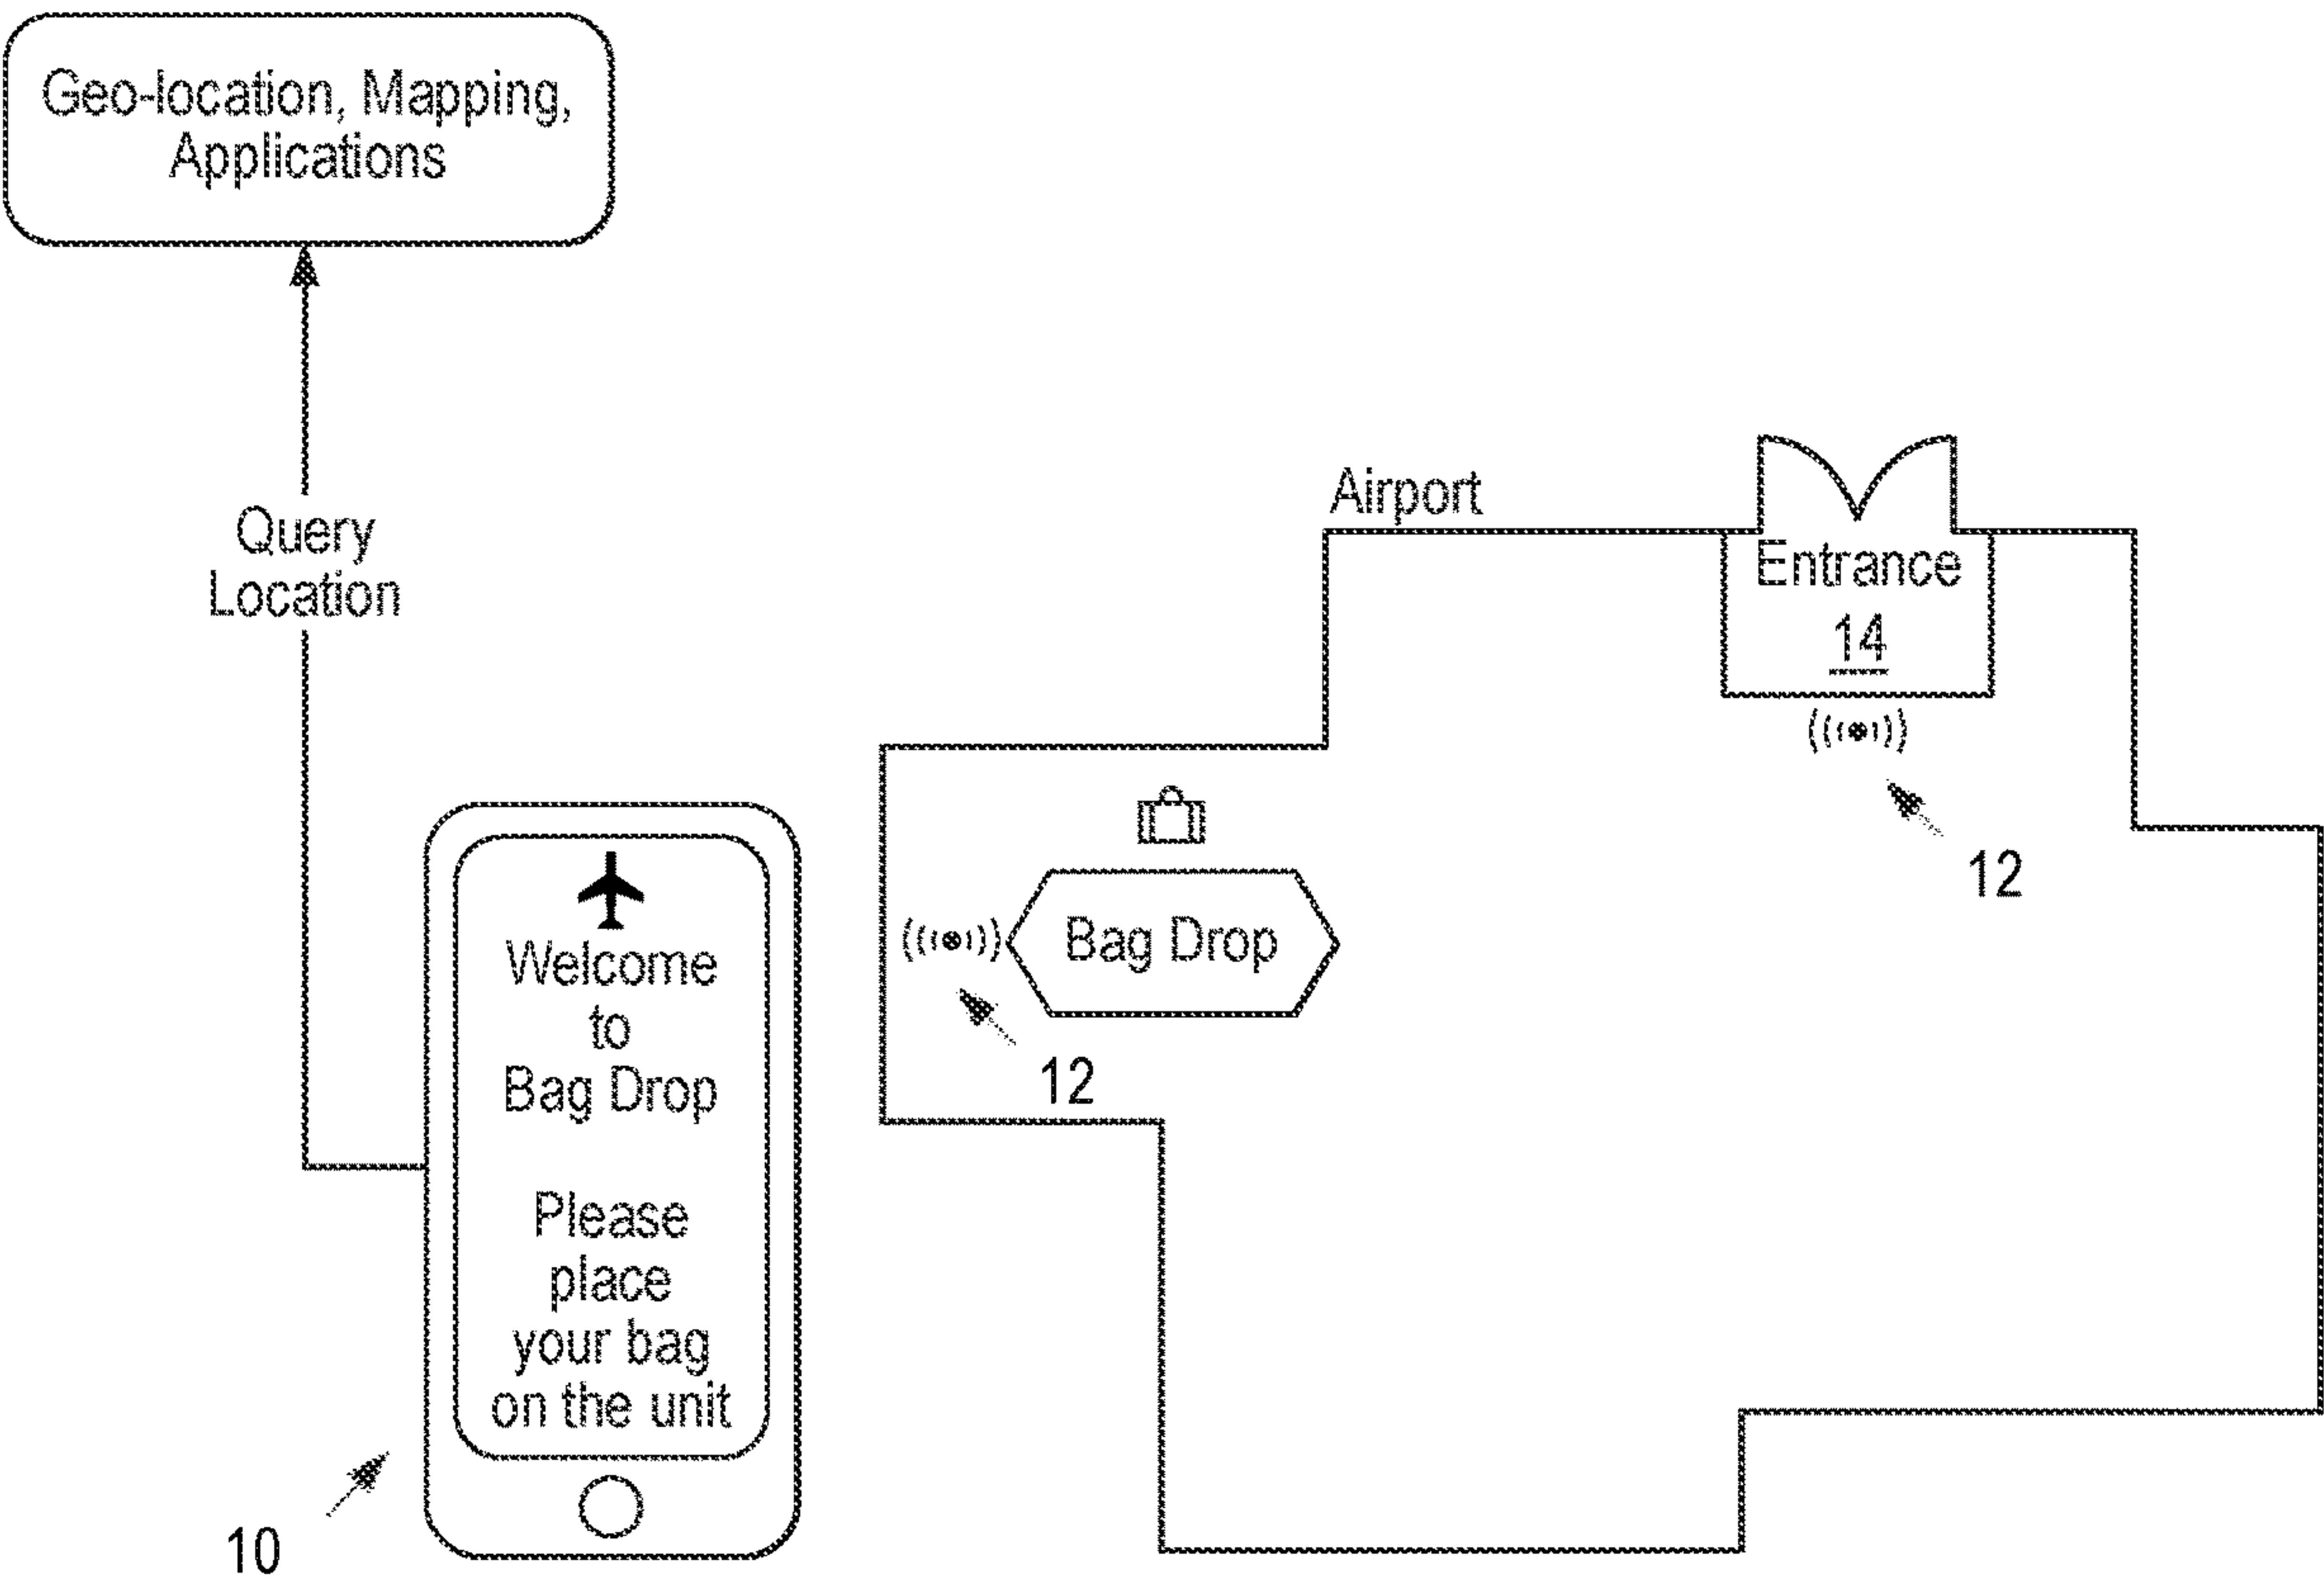 Geo-location, Mapping,
Applications
Query
Location
Airport
Entrance
14
12
Bag Drop
12
Welcome
to
Bag Drop
Please
place
your bag
on the unit
10